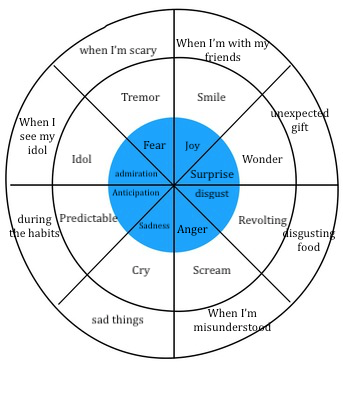 when I'm scary
When I'm with my
friends
unexpected
gift
When I
see my
idol
Tremor
Smile
Idol
Wonder
Fear
Joy
admiration
Surprise
Anticipation
disgust
Sadness
Anger
during
the habits
Predictable
Revolting
disgusting
food
Cry
Scream
sad things
When I'm
misunderstood